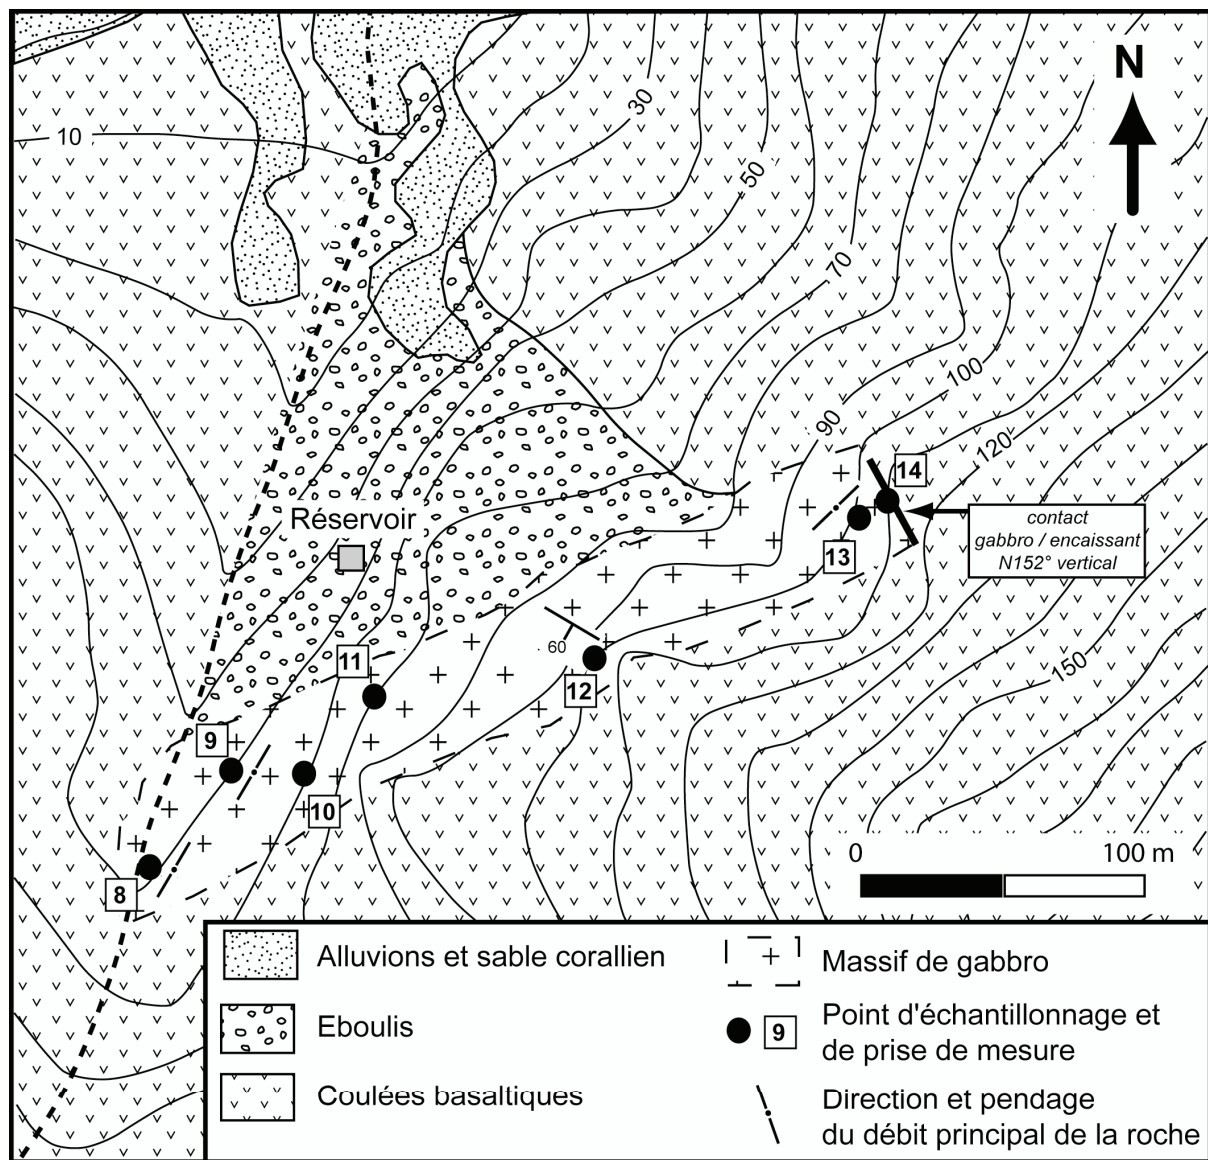 N
30
10
50
70
100
90
120
14
Réservoir
contact
gabbro / encaissant
N152° vertical
13
60
11
12
150
9
10
0
100 m
8
Alluvions et sable corallien
Eboulis
Coulées basaltiques
Massif de gabbro
9
Point d'échantillonnage et
de prise de mesure
Direction et pendage
du débit principal de la roche